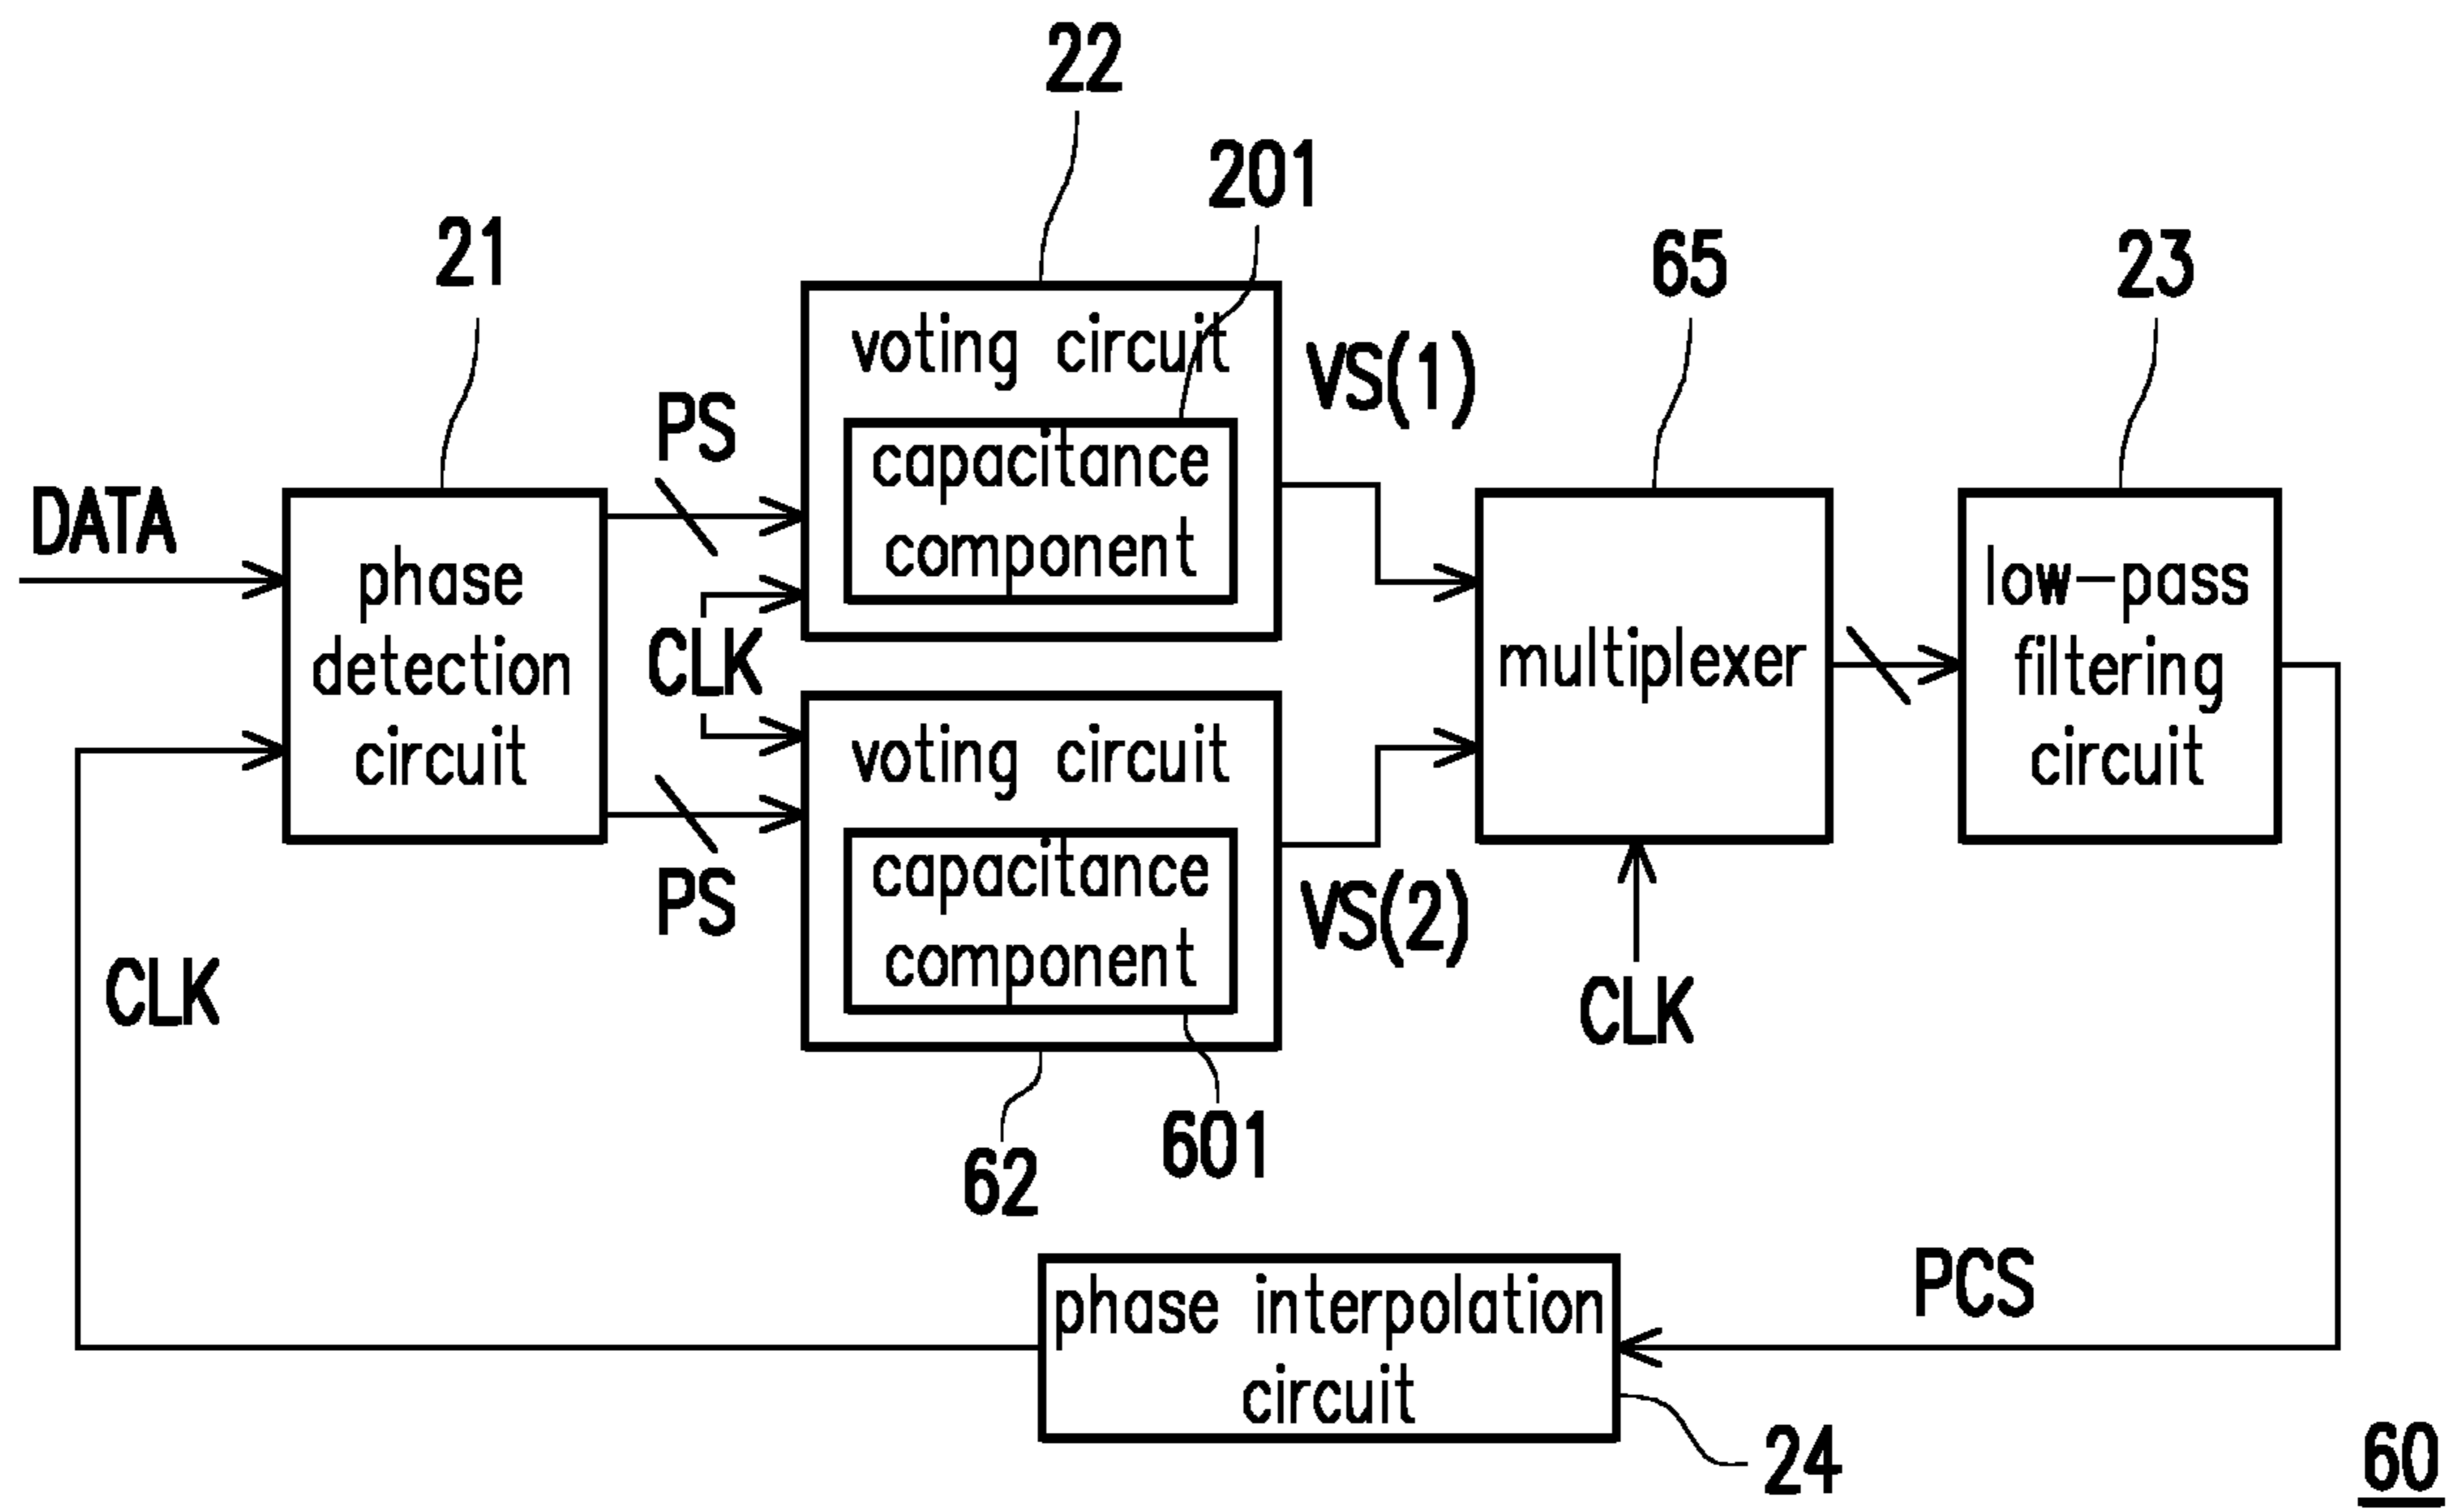 22
201
21
65
23
DATA
PS
voting circuit
capacitance
component
VS(1)
phase
detection
circuit
CLK
multiplexer
low-pass
filtering
circuit
voting circuit
capacitance
component
PS
VS(2)
CLK
CLK
62
601
phase interpolation
circuit
PCS
24
60